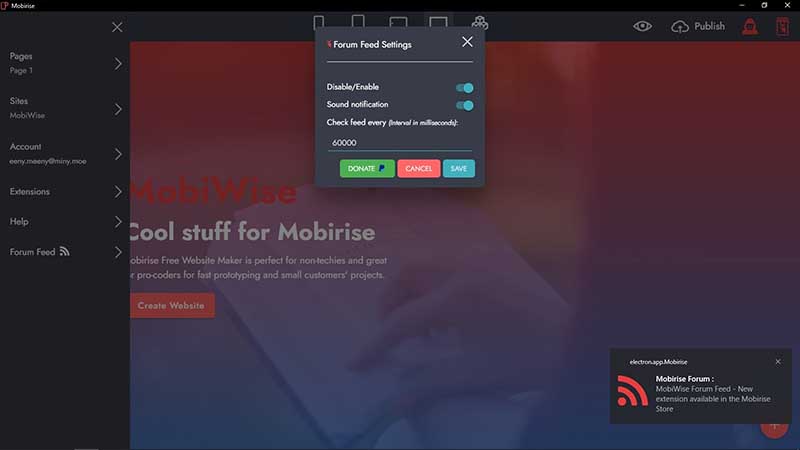 Mobirise
Publish
Pages
Page 1
Sites
MobiWise
Account
eeny.meeny@miny.moe
Extensions
Help
Forum Feed
Forum Feed Settings
Disable/Enable
Sound notification
Check feed every (Interval in milliseconds):
60000
DONATE
CANCEL
SAVE
MobiWise
Cool stuff for Mobirise
obirise Free Website Maker is perfect for non-techies and great
r pro-coders for fast prototyping and small customers' projects.
Create Website
electron.app.Mobirise
Mobirise Forum :
MobiWise Forum Feed - New
extension available in the Mobirise
Store